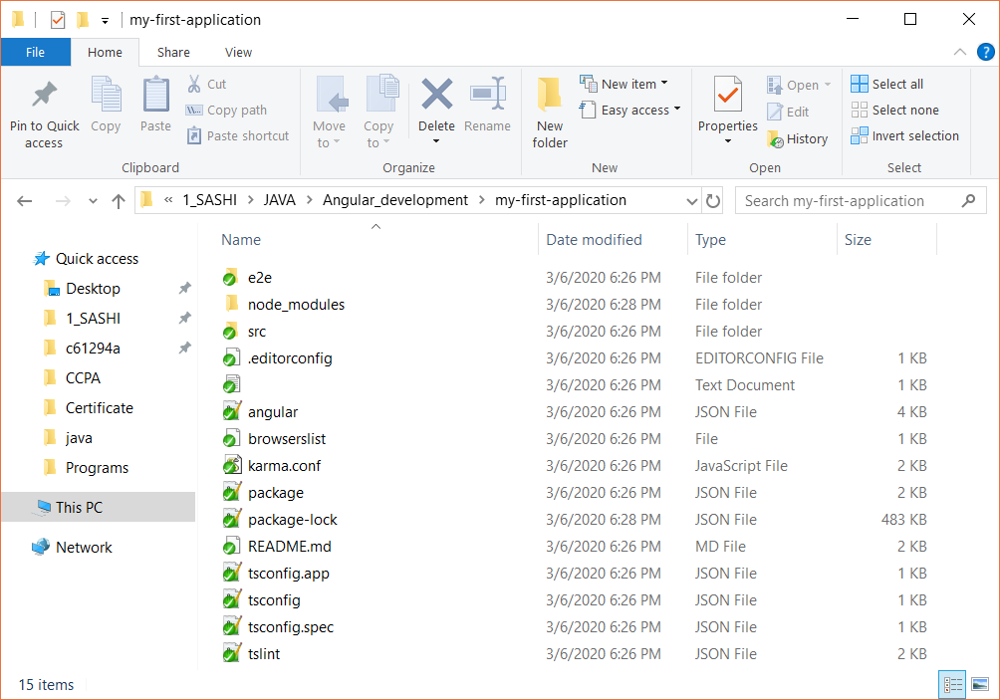 my-first-application
File Home Share View
Pin to Quick access
Copy
Paste
Cut
Copy path
Paste shortcut
Clipboard
Move to
Copy to
Delete
Rename
Organize
New folder
New item
Easy access
New
Properties
Open
Edit
History
Open
Select all
Select none
Invert selection
Select
« 1_SASHI > JAVA > Angular_development > my-first-application
Search my-first-application
Quick access
Desktop
1_SASHI
c61294a
CCPA
Certificate
java
Programs
This PC
Network
Name Date modified Type Size
e2e 3/6/2020 6:26 PM File folder
node_modules 3/6/2020 6:28 PM File folder
src 3/6/2020 6:26 PM File folder
.editorconfig 3/6/2020 6:26 PM EDITORCONFIG File 1 KB
3/6/2020 6:26 PM Text Document 1 KB
angular 3/6/2020 6:26 PM JSON File 4 KB
browserslist 3/6/2020 6:26 PM File 1 KB
karma.conf 3/6/2020 6:26 PM JavaScript File 2 KB
package 3/6/2020 6:26 PM JSON File 2 KB
package-lock 3/6/2020 6:28 PM JSON File 483 KB
README.md 3/6/2020 6:26 PM MD File 2 KB
tsconfig.app 3/6/2020 6:26 PM JSON File 1 KB
tsconfig 3/6/2020 6:26 PM JSON File 1 KB
tsconfig.spec 3/6/2020 6:26 PM JSON File 1 KB
tslint 3/6/2020 6:26 PM JSON File 2 KB
15 items